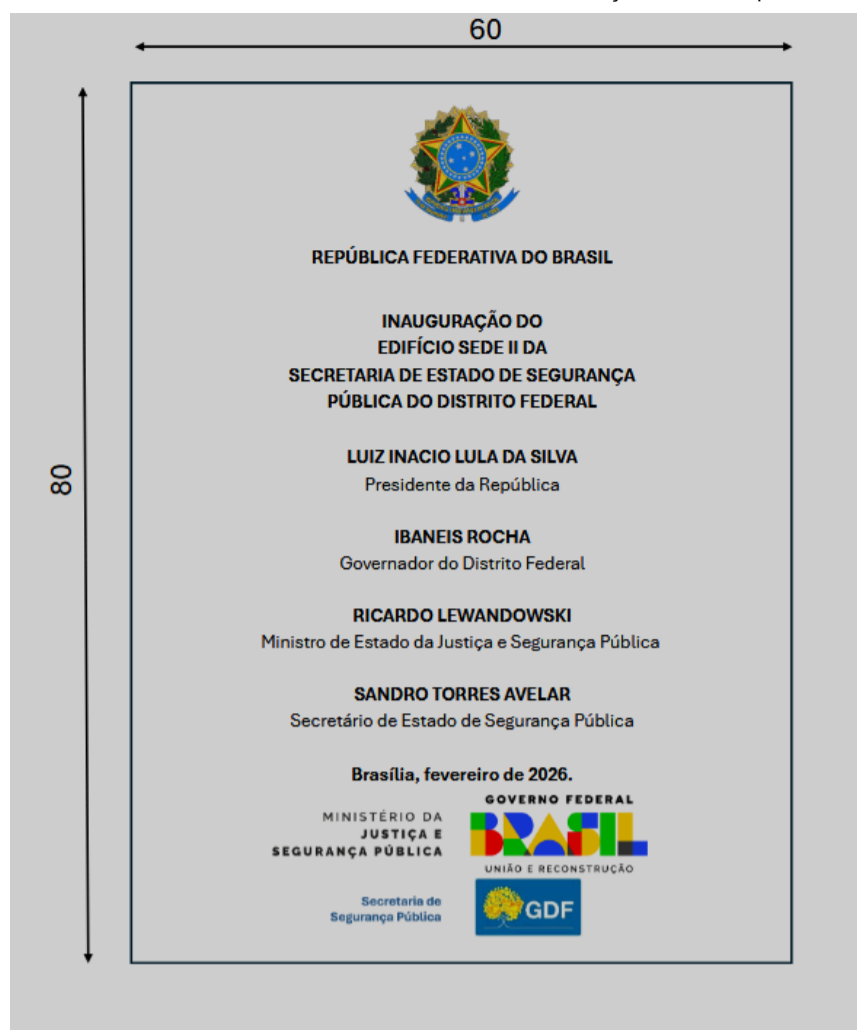 60
80
REPÚBLICA FEDERATIVA DO BRASIL
INAUGURAÇÃO DO
EDIFÍCIO SEDE II DA
SECRETARIA DE ESTADO DE SEGURANÇA
PÚBLICA DO DISTRITO FEDERAL
LUIZ INACIO LULA DA SILVA
Presidente da República
IBANEIS ROCHA
Governador do Distrito Federal
RICARDO LEWANDOWSKI
Ministro de Estado da Justiça e Segurança Pública
SANDRO TORRES AVELAR
Secretário de Estado de Segurança Pública
Brasília, fevereiro de 2026.
MINISTÉRIO DA
JUSTIÇA E
SEGURANÇA PÚBLICA
GOVERNO FEDERAL
BRASIL
UNIÃO E RECONSTRUÇÃO
Secretaria de
Segurança Pública
GDF